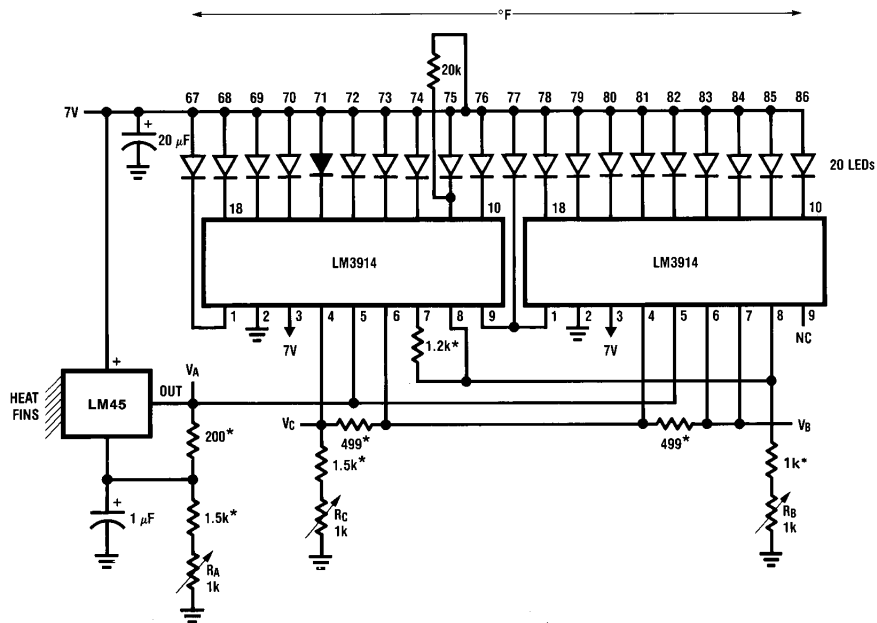 °F
20k
67 68 69 70 71 72 73 74 75 76 77 78 79 80 81 82 83 84 85 86
7V
+
20 μF
20 LEDs
18 10 18 10
LM3914 LM3914
1 2 3 4 5 6 7 8 9 1 2 3 4 5 6 7 8 9
7V 1.2k* 7V NC
+
VA
HEAT
FINS
LM45
OUT
VC 499* 499* VB
200*
1.5k* 1k*
+
1 μF
1.5k*
RC
1k
RB
1k
RA
1k